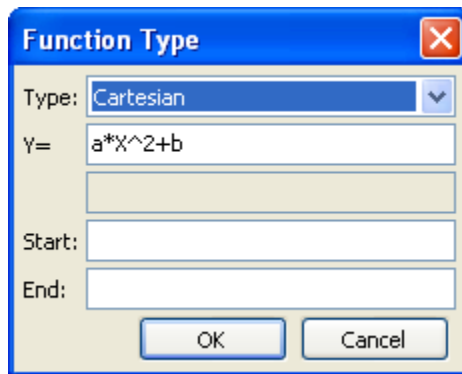 Function Type
Type: Cartesian
Y= a*X^2+b
Start:
End:
OK Cancel